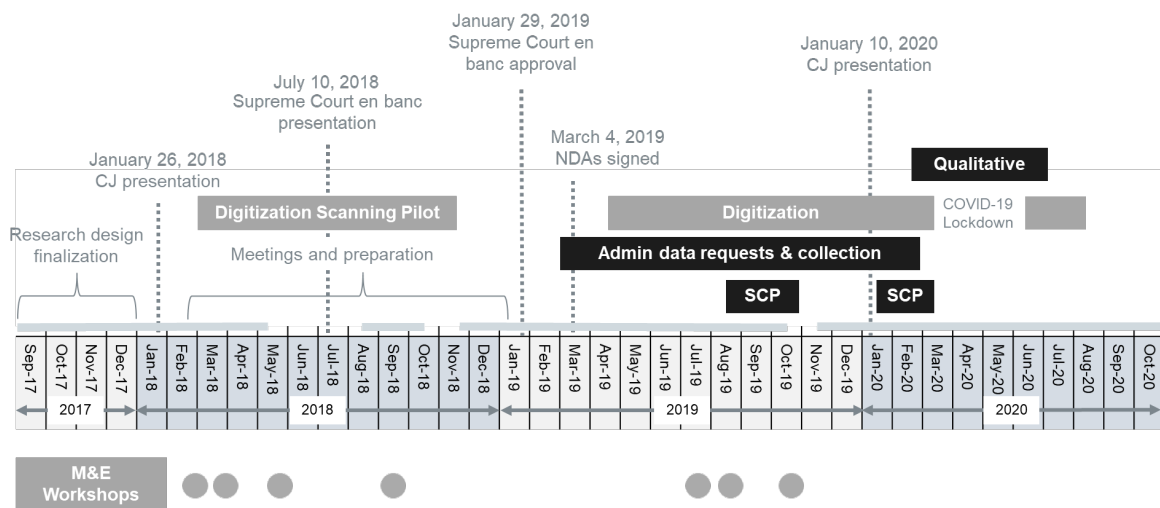 January 29, 2019
Supreme Court en
banc approval
January 10, 2020
CJ presentation
July 10, 2018
Supreme Court en banc
presentation
March 4, 2019
NDAs signed
January 26, 2018
CJ presentation
Qualitative
Digitization Scanning Pilot
Digitization
COVID-19
Lockdown
Research design
finalization
Meetings and preparation
Admin data requests & collection
SCP
SCP
Sep-17
Oct-17
Nov-17
Dec-17
Jan-18
Feb-18
Mar-18
Apr-18
May-18
Jun-18
Jul-18
Aug-18
Sep-18
Oct-18
Nov-18
Dec-18
Jan-19
Feb-19
Mar-19
Apr-19
May-19
Jun-19
Jul-19
Aug-19
Sep-19
Oct-19
Nov-19
Dec-19
Jan-20
Feb-20
Mar-20
Apr-20
May-20
Jun-20
Jul-20
Aug-20
Sep-20
Oct-20
2017
2018
2019
2020
M&E
Workshops